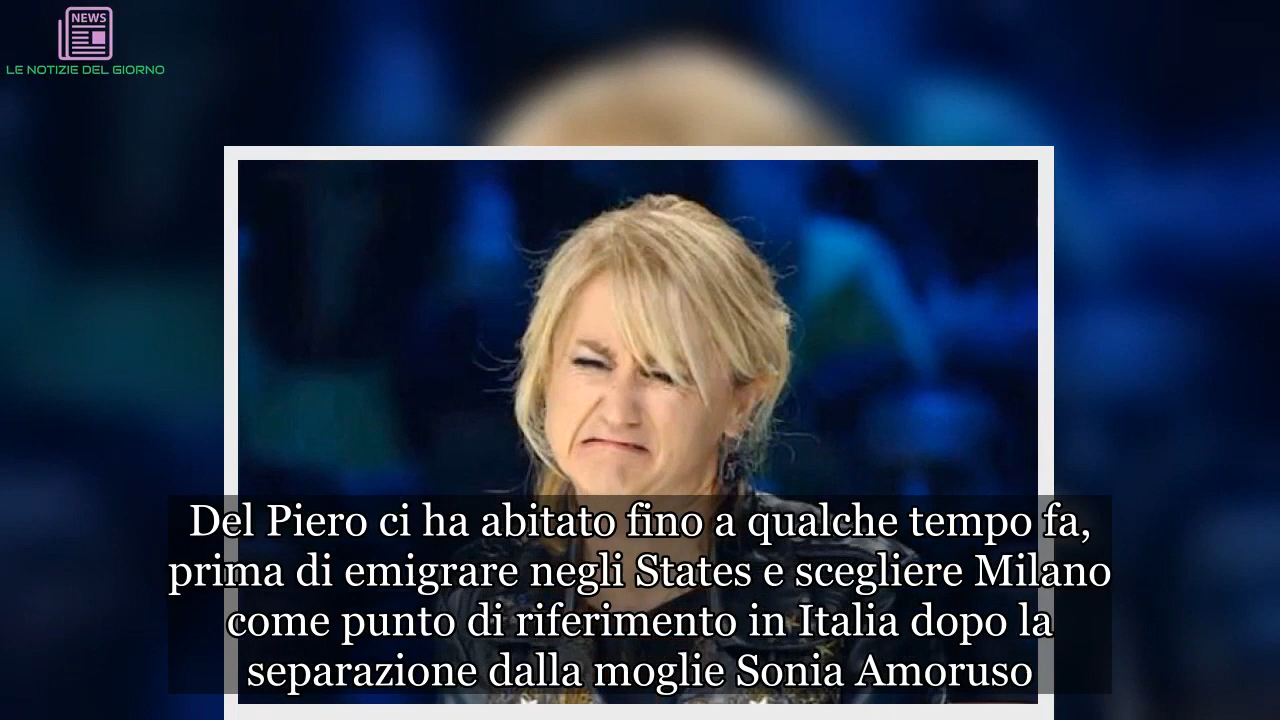 NEWS
LE NOTIZIE DEL GIORNO
Del Piero ci ha abitato fino a qualche tempo fa,
prima di emigrare negli States e scegliere Milano
come punto di riferimento in Italia dopo la
separazione dalla moglie Sonia Amoruso